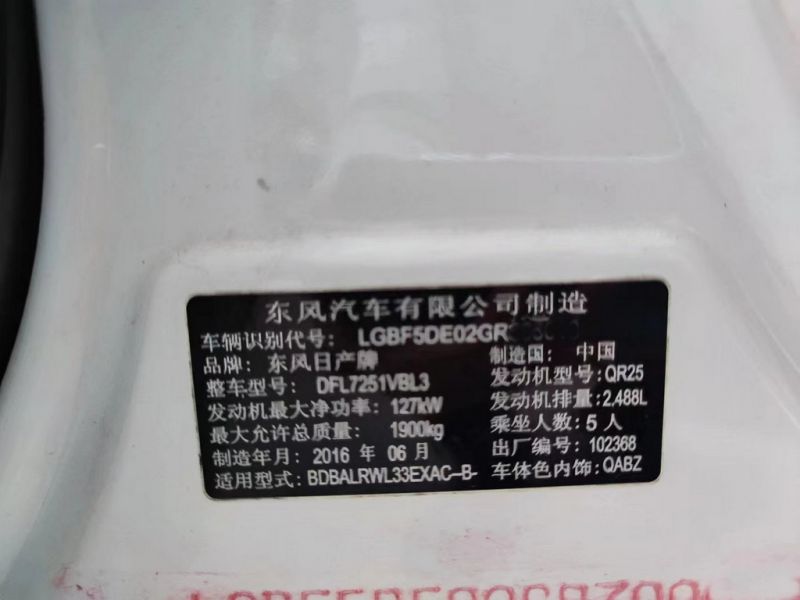 东风汽车有限公司制造
车辆识别代号: LGBF5DE02GR
品牌: 东风日产牌 制造国: 中国
整车型号: DFL7251VBL3 发动机型号: QR25
发动机最大净功率: 127kW 发动机排量: 2.488L
最大允许总质量: 1900kg 乘坐人数: 5人
制造年月: 2016 年 06 月 出厂编号: 102368
适用型式: BDBALRWL33EXAC-B- 车体色内饰: QABZ